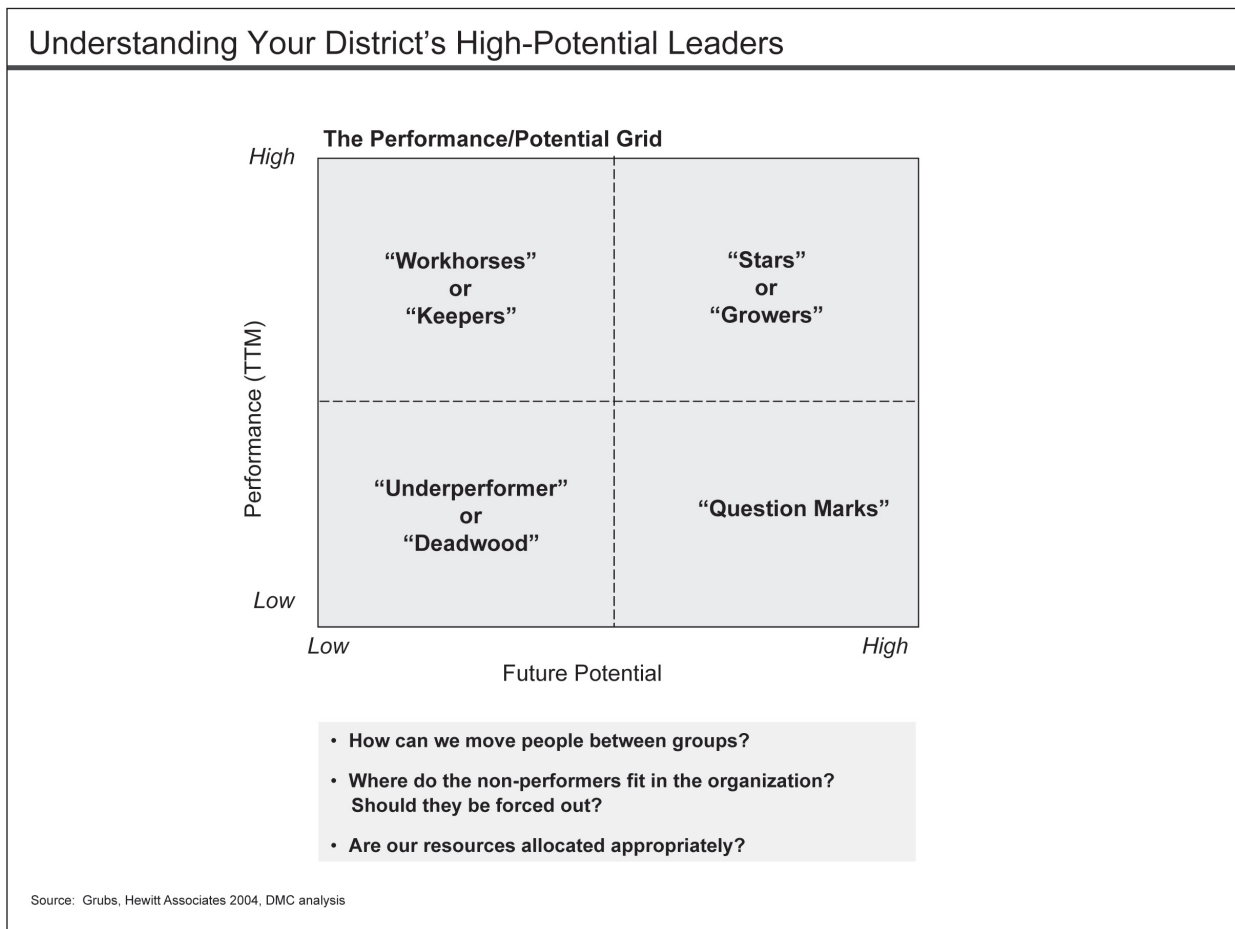 Understanding Your District’s High-Potential Leaders
The Performance/Potential Grid
High
“Workhorses”
or
“Keepers”
“Stars”
or
“Growers”
Performance (TTM)
“Underperformer”
or
“Deadwood”
“Question Marks”
Low
Low
High
Future Potential
• How can we move people between groups?
• Where do the non-performers fit in the organization?
Should they be forced out?
• Are our resources allocated appropriately?
Source: Grubs, Hewitt Associates 2004, DMC analysis